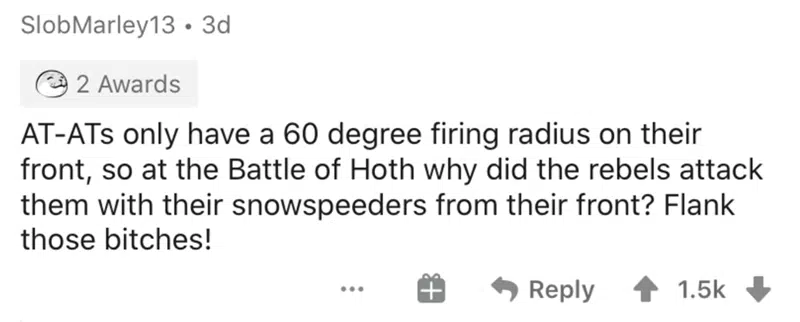 SlobMarley13 • 3d
2 Awards
AT-ATs only have a 60 degree firing radius on their
front, so at the Battle of Hoth why did the rebels attack
them with their snowspeeders from their front? Flank
those bitches!
... Reply 1.5k